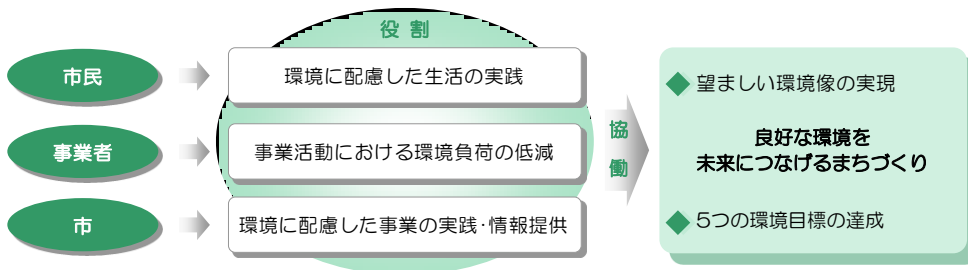 役割
市民
環境に配慮した生活の実践
事業者
事業活動における環境負荷の低減
市
環境に配慮した事業の実践・情報提供
協
働
◆ 望ましい環境像の実現
良好な環境を
未来につなげるまちづくり
◆ 5つの環境目標の達成